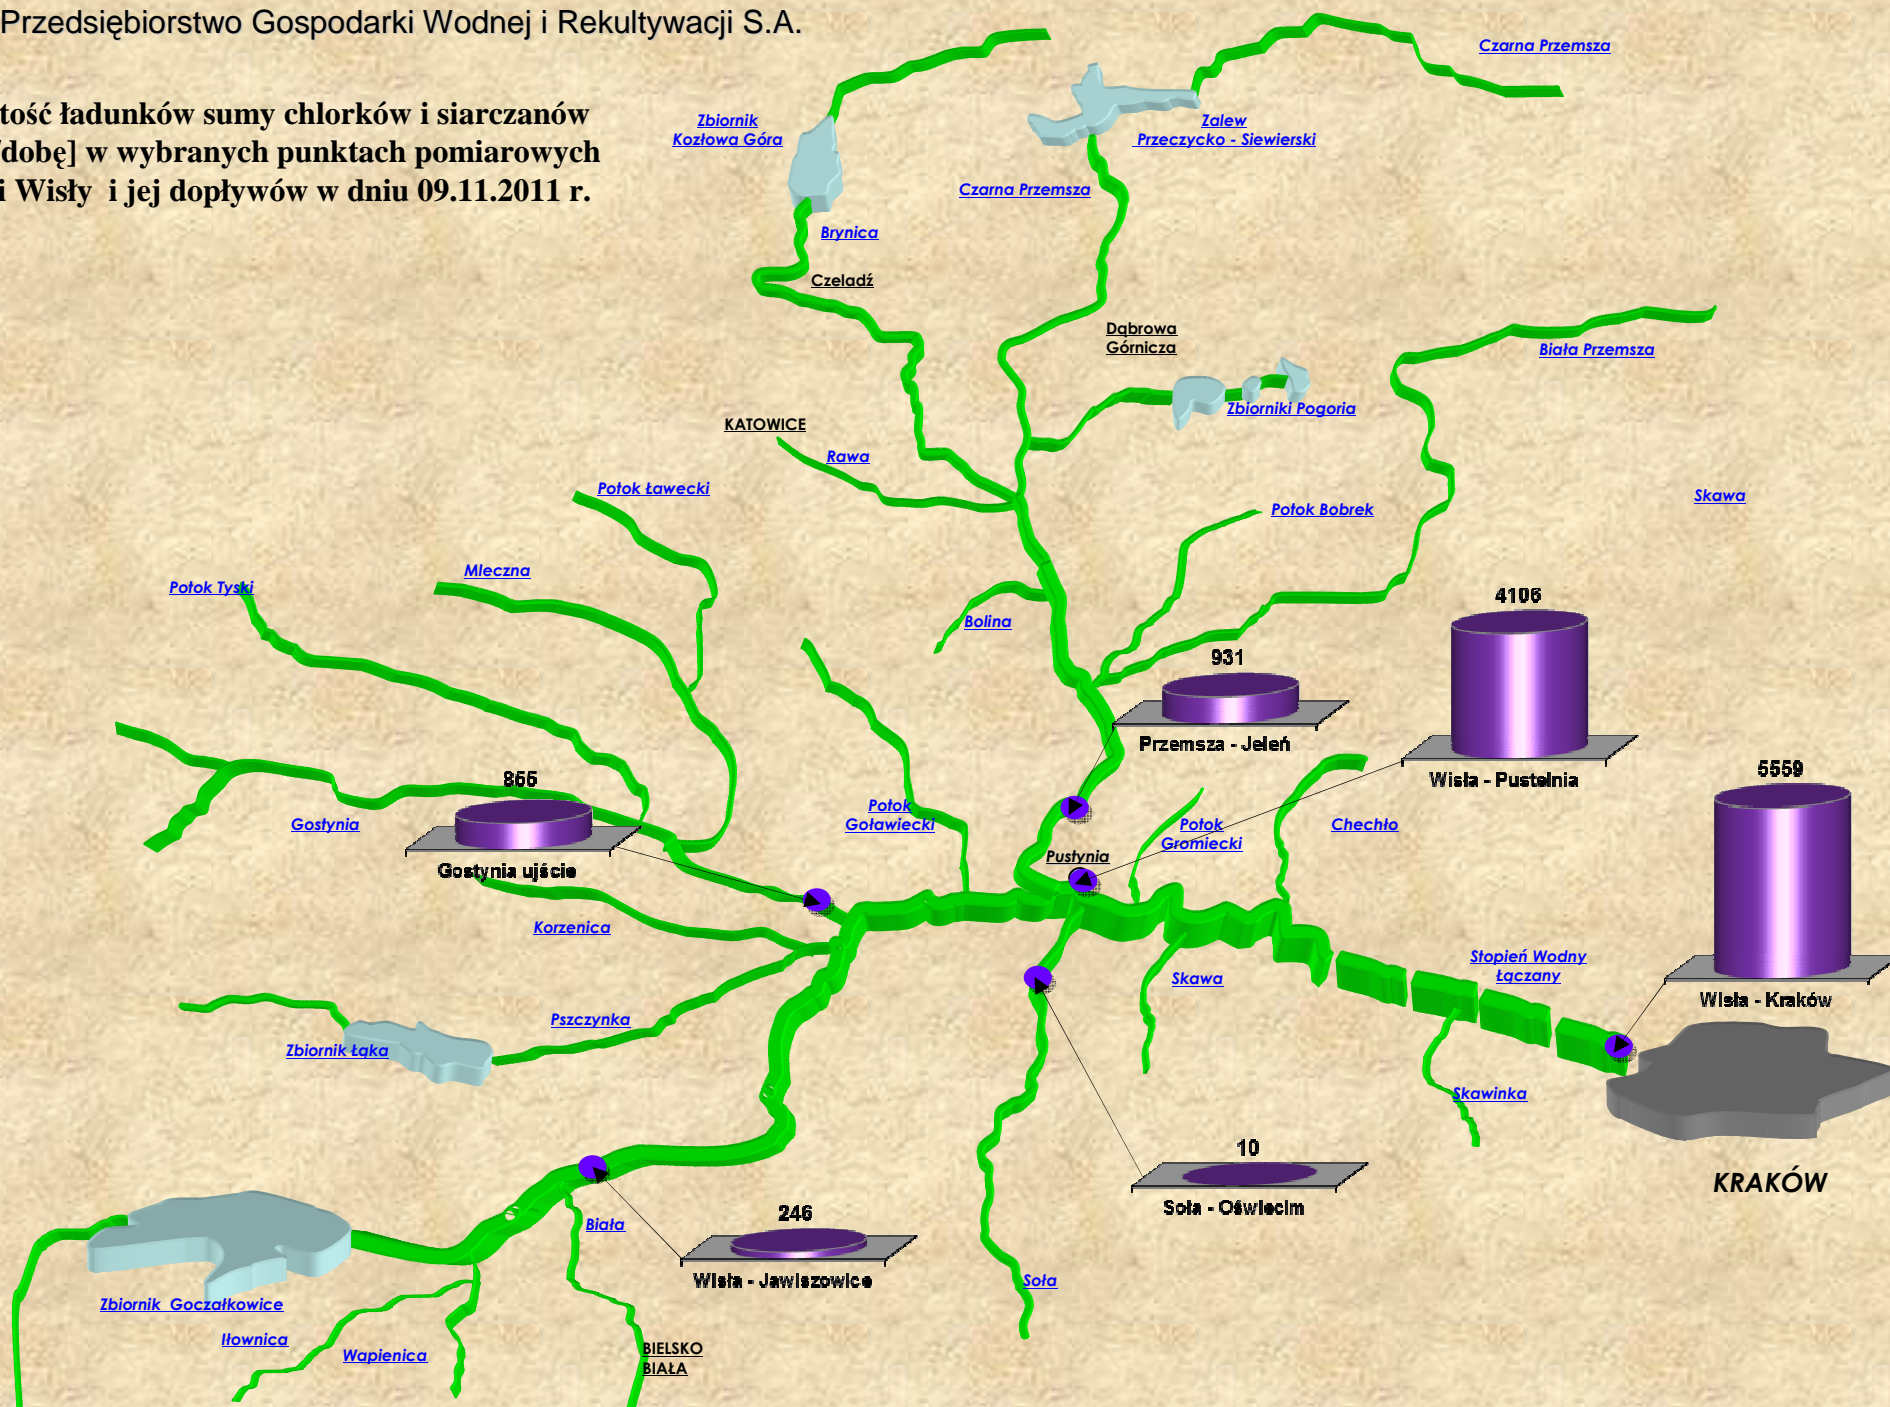 Przedsiębiorstwo Gospodarki Wodnej i Rekultywacji S.A.
tość ładunków sumy chlorków i siarczanów
dobę] w wybranych punktach pomiarowych
i Wisły i jej dopływów w dniu 09.11.2011 r.
Czarna Przemsza
Zbiornik
Kozłowa Góra
Zalew
Przeczycko - Siewierski
Czarna Przemsza
Brynica
Czeladź
Dąbrowa
Górnicza
Biała Przemsza
Zbiorniki Pogoria
KATOWICE
Rawa
Potok Ławecki
Skawa
Potok Bobrek
Mleczna
Potok Tyski
Bolina
4106
Wisła - Pustelnia
931
Przemsza - Jeleń
5559
Wisła - Kraków
Gostynia ujście
Gostynia
Potok
Goławiecki
Potok
Gromiecki
Chechło
Pustynia
Korzenica
Stopień Wodny
Łączany
Skawa
Pszczynka
Zbiornik Łąka
Skawinka
10
Soła - Oświecim
KRAKÓW
246
Wisła - Jawiszowice
Biała
Soła
Zbiornik Goczałkowice
Iłownica
Wapienica
BIELSKO
BIAŁA